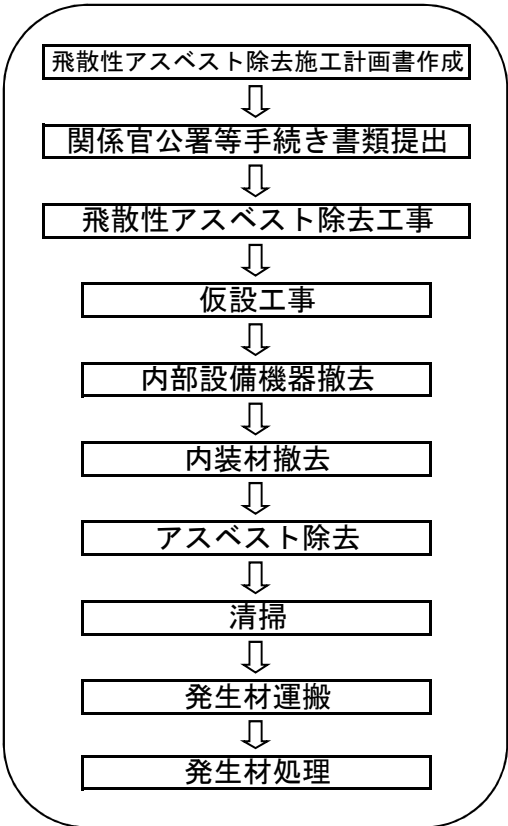 飛散性アスベスト除去施工計画書作成
関係官公署等手続き書類提出
飛散性アスベスト除去工事
仮設工事
内部設備機器撤去
内装材撤去
アスベスト除去
清掃
発生材運搬
発生材処理